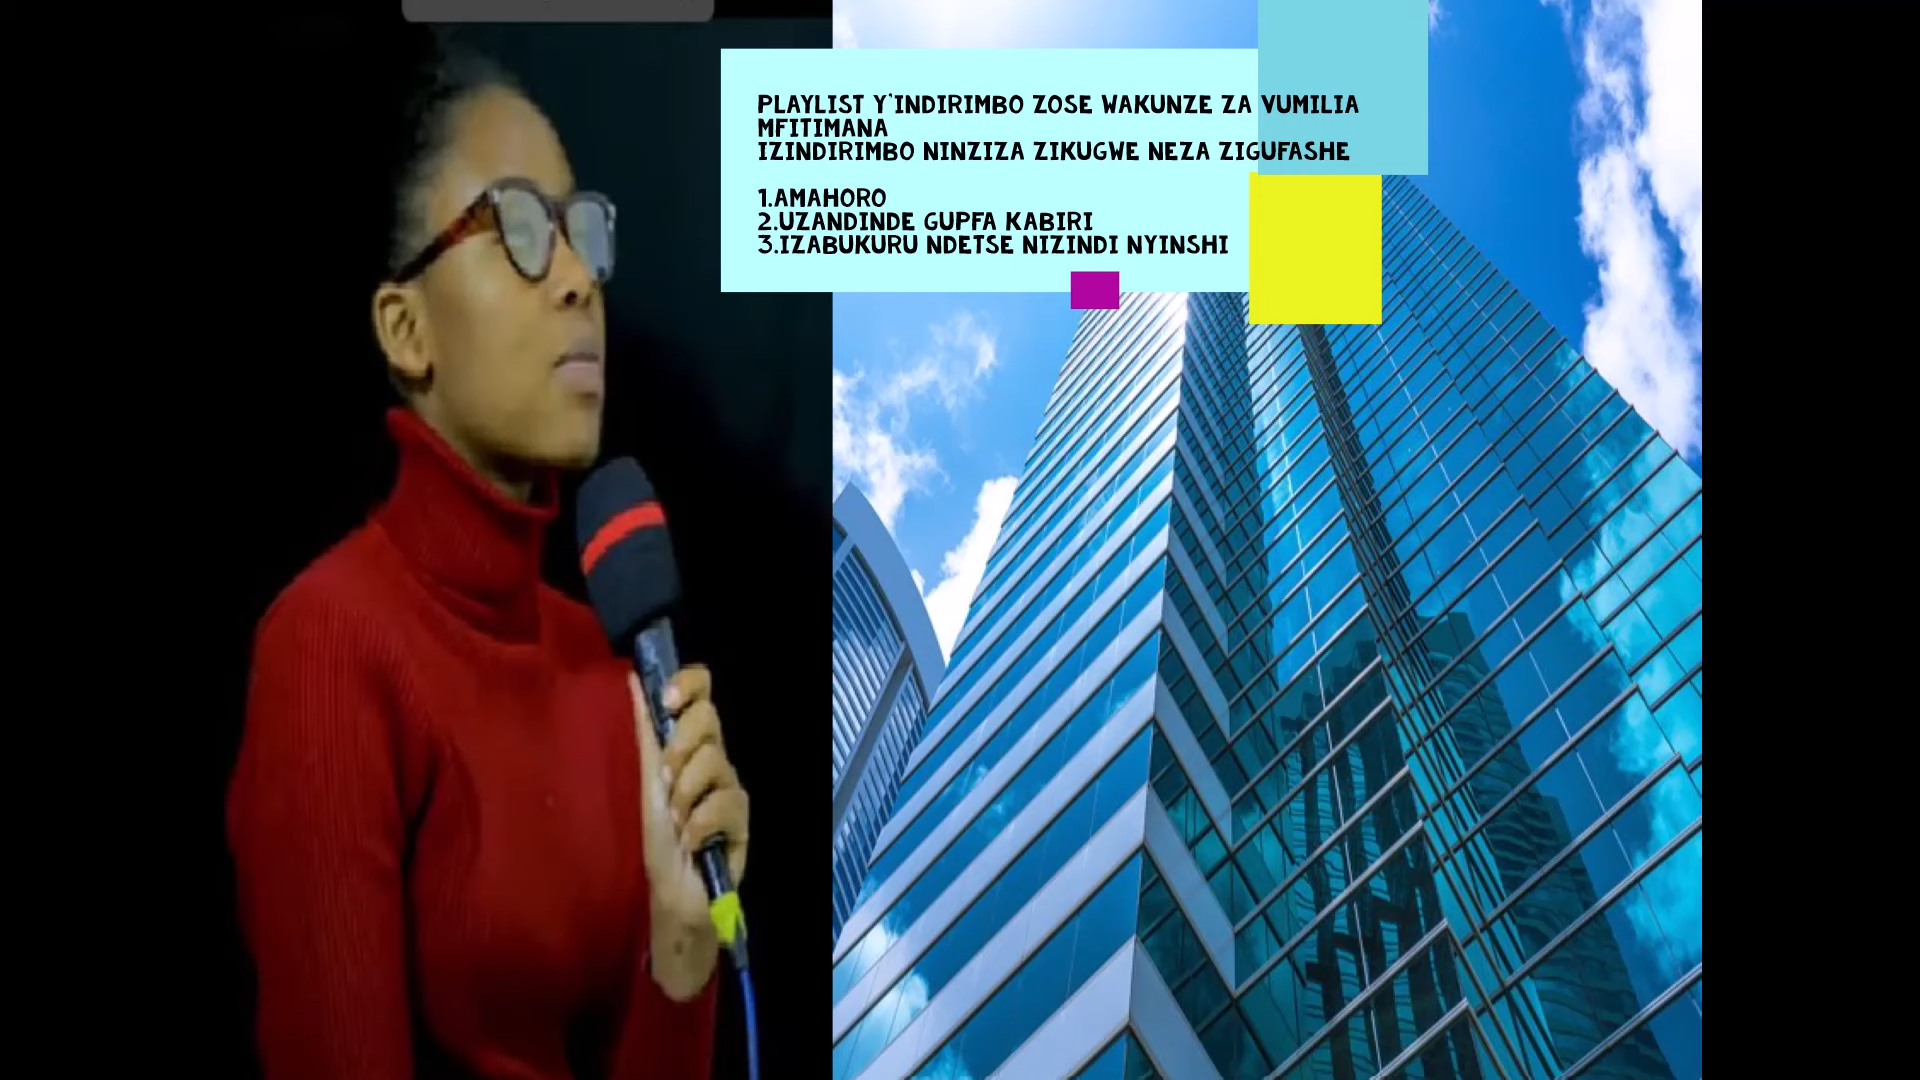 PLAYLIST Y'INDIRIMBO ZOSE WAKUNZE ZA VUMILIA
MFITIMANA
IZINDIRIMBO NINZIZA ZIKUGWE NEZA ZIGUFASHE
1.AMAHORO
2.UZANDINDE GUPFA KABIRI
3.IZABUKURU NDETSE NIZINDI NYINSHI